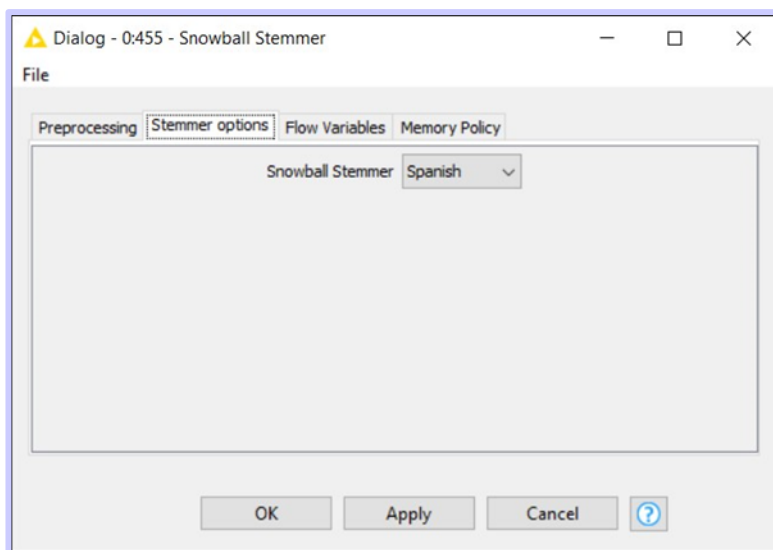 Dialog - 0:455 - Snowball Stemmer
File
Preprocessing Stemmer options Flow Variables Memory Policy
Snowball Stemmer Spanish
OK Apply Cancel ?